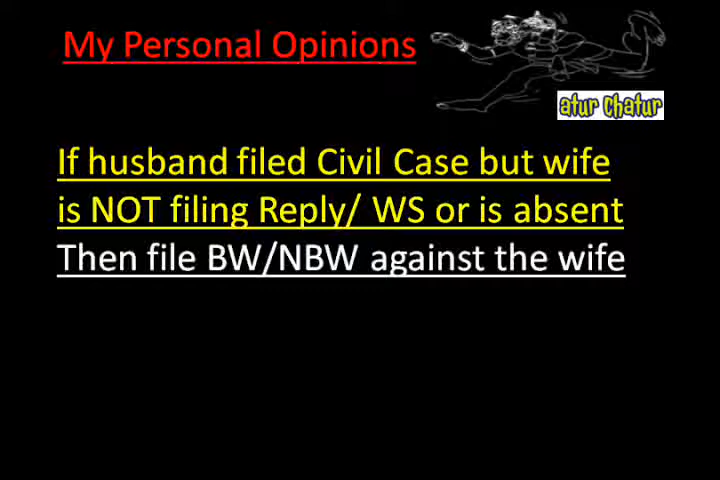 My Personal Opinions
atur chatur
If husband filed Civil Case but wife
is NOT filing Reply/ WS or is absent
Then file BW/NBW against the wife